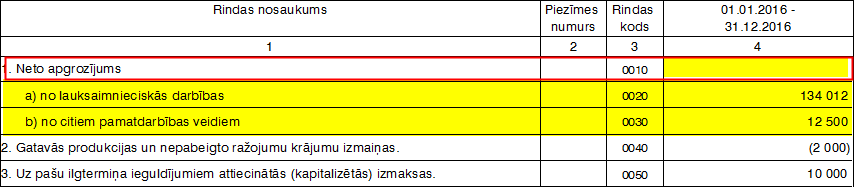 Rindas nosaukums Piezīmes numurs Rindas kods 01.01.2016 - 31.12.2016
1 2 3 4
1. Neto apgrozījums 0010
a) no lauksaimnieciskās darbības 0020 134 012
b) no citiem pamatdarbības veidiem 0030 12 500
2. Gatavās produkcijas un nepabeigto ražojumu krājumu izmaiņas. 0040 (2 000)
3. Uz pašu ilgtermiņa ieguldījumiem attiecinātās (kapitalizētās) izmaksas. 0050 10 000